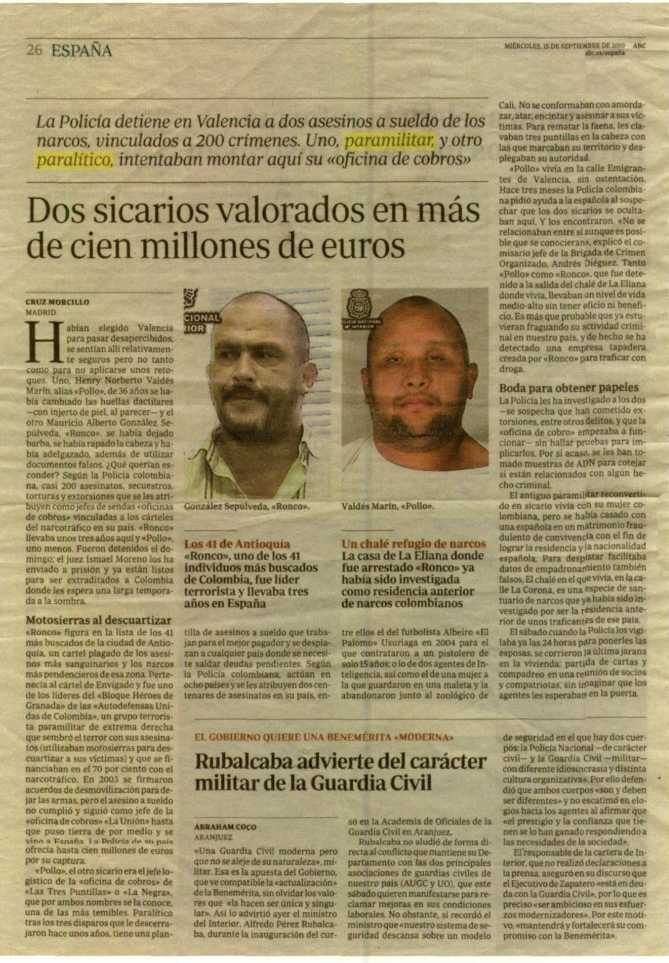 26 ESPAÑA
MIÉRCOLES, 15 DE SEPTIEMBRE DE 2010 ABC
abc.es/españa
La Policía detiene en Valencia a dos asesinos a sueldo de los
narcos, vinculados a 200 crímenes. Uno, paramilitar, y otro
paralítico, intentaban montar aquí su «oficina de cobros»
Dos sicarios valorados en más
de cien millones de euros
CRUZ MORCILLO
MADRID
Habían elegido Valencia
para pasar desapercibidos;
se sentían allí relativamente
seguros pero no tanto
como para no aplicarse unos retoques.
Uno, Henry Norberto Valdés
Marín, alias «Pollo», de 36 años se había
cambiado las huellas dactilares
—con injerto de piel, al parecer— y el
otro Mauricio Alberto González Sepúlveda,
«Ronco», se había dejado
burba, se había rapado la cabeza y había
adelgazado, además de utilizar
documentos falsos. ¿Qué querían esconder?
Según la Policía colombiana,
casi 200 asesinatos, secuestros,
torturas y extorsiones que se les atribuyen
como jefes de sendas «oficinas
de cobros» vinculadas a los cárteles
del narcotráfico en su país. «Ronco»
llevaba unos tres años aquí y «Pollo»,
uno menos. Fueron detenidos el domingo;
el juez Ismael Moreno los ha
enviado a prisión y ya están listos
para ser extraditados a Colombia
donde les espera una larga temporada
a la sombra.
Motosierras al descuartizar
«Ronco» figura en la lista de los 41
más buscados de la ciudad de Antioquia,
un cartel plagado de los asesinos
más sanguinarios y los narcos
más pendencieros de esa zona. Pertenecía
al cártel de Envigado y fue uno
de los líderes del «Bloque Héroes de
Granada» de las «Autodefensas Unidas
de Colombia», un grupo terrorista
paramilitar de extrema derecha
que sembró el terror con sus asesinatos
(utilizaban motosierras para descuartizar
a sus víctimas) y que se financiaban
en el 70 por ciento con el
narcotráfico. En 2003 se firmaron
acuerdos de desmovilización para dejar
las armas, pero el asesino a sueldo
no cumplió y siguió como jefe de la
«oficina de cobros» «La Unión» hasta
que puso tierra de por medio y se
vino a España. La Policía de su país
ofrecía hasta cien millones de euros
por su captura.
«Pollo», el otro sicario era el jefe logístico
de la «oficina de cobros» de
«Las Tres Puntillas» o «La Negra»,
que por ambos nombres se la conoce,
una de las más temibles. Paralítico
tras los tres disparos que le descerrajaron
hace unos años, tiene una plan-
González Sepúlveda, «Ronco».
Valdés Marín, «Pollo».
Los 41 de Antioquía
«Ronco», uno de los 41
individuos más buscados
de Colombia, fue líder
terrorista y llevaba tres
años en España
Un chalé refugio de narcos
La casa de La Eliana donde
fue arrestado «Ronco» ya
había sido investigada
como residencia anterior
de narcos colombianos
tilla de asesinos a sueldo que trabajan
para el mejor pagador y se desplazan
a cualquier país donde se necesite
saldar deudas pendientes. Según
la Policía colombiana, actúan en
ocho países y se les atribuyen dos centenares
de asesinatos en su país, en-
tre ellos el del futbolista Albeiro «El
Palomo» Usuriaga en 2004 para el
que contrataron, a un pistolero de
sólo 15 años; o lo de dos agentes de Inteligencia,
así como el de una mujer a
la que guardaron en una maleta y la
abandonaron junto al zoológico de
Cali. No se conformaban con amordazar,
atar, encintar y asesinar a sus víctimas.
Para rematar la faena, les clavaban
tres puntillas en la cabeza con
las que marcaban su territorio y desplegaban
su autoridad.
«Pollo» vivía en la calle Emigrantes
de Valencia, sin ostentación.
Hace tres meses la Policía colombiana
pidió ayuda a la española al sospechar
que los dos sicarios se ocultaban
aquí. Y los encontraron. «No se
relacionaban entre sí aunque es posible
que se conocieran», explicó el comisario
jefe de la Brigada de Crimen
Organizado, Andrés Diéguez. Tanto
«Pollo» como «Ronco», que fue detenido
a la salida del chalé de La Eliana
donde vivía, llevaban un nivel de vida
medio-alto sin tener oficio ni beneficio.
Es más que probable que ya estuvieran
fraguando su actividad criminal
en nuestro país, y de hecho se ha
detectado una empresa tapadera
creada por «Ronco» para traficar con
droga.
Boda para obtener papeles
La Policía les ha investigado a los dos
—se sospecha que han cometido extorsiones,
entre otros delitos, y que la
«oficina de cobro» empezaba a funcionar—
sin hallar pruebas para implicarlos.
Por si acaso, se les han tomado
muestras de ADN para cotejar
si están relacionados con algún hecho
criminal.
El antiguo paramilitar reconvertido
en sicario vivía con su mujer colombiana,
pero se había casado con
una española en un matrimonio fraudulento
de convivencia con el fin de
lograr la residencia y la nacionalidad
española. Para despistar facilitaba
datos de empadronamiento también
falsos. El chalé en el que vivía, en la calle
La Corona, es una especie de santuario
de narcos que ya había sido investigado
por ser la residencia anterior
de unos traficantes de ese país.
El sábado cuando la Policía los vigilaba
ya las 24 horas para ponerles las
esposas, se corrieron la última jarana
en la vivienda: partida de cartas y
compadreo en una reunión de socios
y compatriotas, sin imaginar que los
agentes les esperaban en la puerta.
EL GOBIERNO QUIERE UNA BENEMÉRITA «MODERNA»
Rubalcaba advierte del carácter
militar de la Guardia Civil
ABRAHAM COCO
ARANJUEZ
«Una Guardia Civil moderna pero
que no se aleje de su naturaleza», militar.
Esa es la apuesta del Gobierno,
que ve compatible la «actualización»
de la Benemérita, sin olvidar los valores
que «la hacen ser única y singular».
Así lo advirtió ayer el ministro
del Interior, Alfredo Pérez Rubalcaba,
durante la inauguración del cur-
so en la Academia de Oficiales de la
Guardia Civil en Aranjuez.
Rubalcaba no aludió de forma directa
al conflicto que mantiene su Departamento
con las dos principales
asociaciones de guardias civiles de
nuestro país (AUGC y UO), que este
sábado quieren manifestarse para reclamar
mejoras en sus condiciones
laborales. No obstante, sí recordó el
ministro que «nuestro sistema de seguridad
descansa sobre un modelo
de seguridad en el que hay dos cuerpos:
la Policía Nacional —de carácter
civil— y la Guardia Civil —militar—
con diferente idiosincrasia y distinta
cultura organizativa». Por ello defendió
que ambos cuerpos «son y deben
ser diferentes» y no escatimó en elogios
hacia los agentes al afirmar que
«el prestigio y la confianza que tienen
se lo han ganado respondiendo a
las necesidades de la sociedad».
El responsable de la cartera de Interior,
que no realizó declaraciones a
la prensa, aseguró en su discurso que
el Ejecutivo de Zapatero «está en deuda
con la Guardia Civil», por lo que es
preciso «ser ambicioso en sus esfuerzos
modernizadores». Por este motivo,
«mantendrá y fortalecerá su compromiso
con la Benemérita».